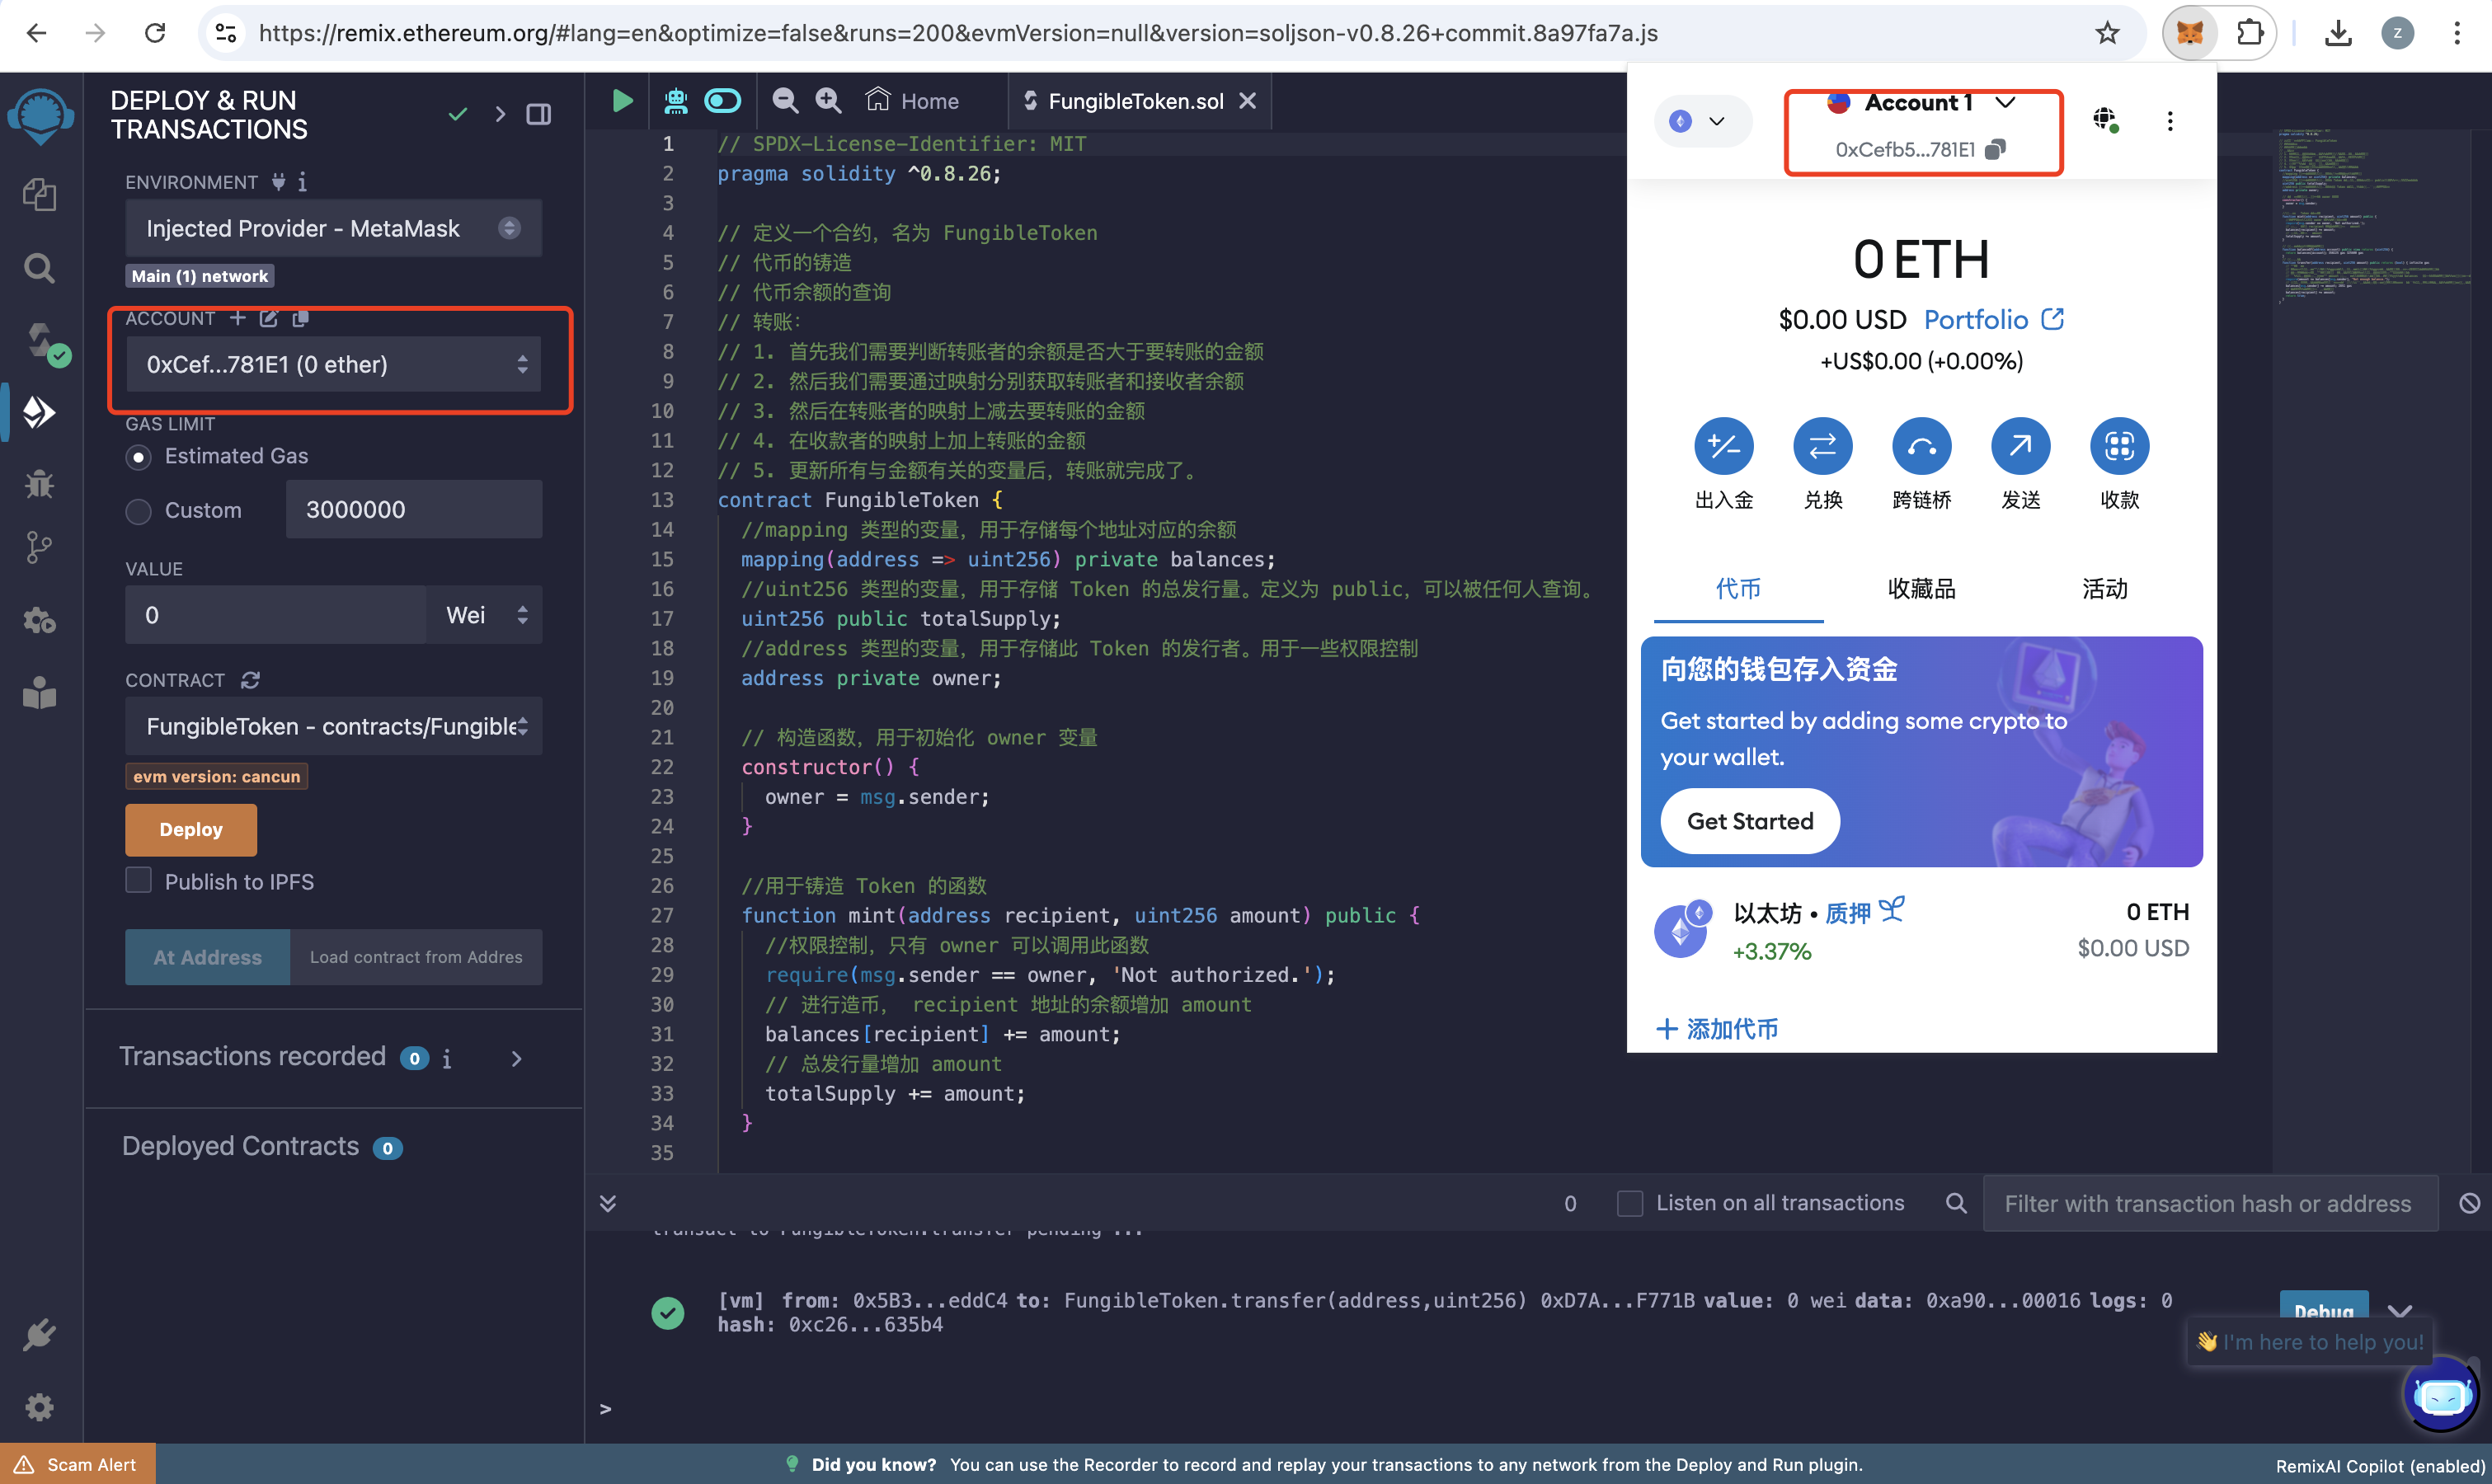 https://remix.ethereum.org/#lang=en&optimize=false&runs=200&evmVersion=null&version=soljson-v0.8.26+commit.8a97fa7a.js
z
DEPLOY & RUN
TRANSACTIONS
ENVIRONMENT
Injected Provider - MetaMask
Main (1) network
ACCOUNT
0xCef...781E1 (0 ether)
GAS LIMIT
Estimated Gas
Custom
3000000
VALUE
0
Wei
CONTRACT
FungibleToken - contracts/Fungible
evm version: cancun
Deploy
Publish to IPFS
At Address
Load contract from Addres
Transactions recorded 0
Deployed Contracts 0
Home
FungibleToken.sol
1 // SPDX-License-Identifier: MIT
2 pragma solidity ^0.8.26;
3
4 // 定义一个合约，名为 FungibleToken
5 // 代币的铸造
6 // 代币余额的查询
7 // 转账：
8 // 1. 首先我们需要判断转账者的余额是否大于要转账的金额
9 // 2. 然后我们需要通过映射分别获取转账者和接收者余额
10 // 3. 然后在转账者的映射上减去要转账的金额
11 // 4. 在收款者的映射上加上转账的金额
12 // 5. 更新所有与金额有关的变量后，转账就完成了。
13 contract FungibleToken {
14 //mapping 类型的变量，用于存储每个地址对应的余额
15 mapping(address => uint256) private balances;
16 //uint256 类型的变量，用于存储 Token 的总发行量。定义为 public，可以被任何人查询。
17 uint256 public totalSupply;
18 //address 类型的变量，用于存储此 Token 的发行者。用于一些权限控制
19 address private owner;
20
21 // 构造函数，用于初始化 owner 变量
22 constructor() {
23 owner = msg.sender;
24 }
25
26 //用于铸造 Token 的函数
27 function mint(address recipient, uint256 amount) public {
28 //权限控制，只有 owner 可以调用此函数
29 require(msg.sender == owner, 'Not authorized.');
30 // 进行造币， recipient 地址的余额增加 amount
31 balances[recipient] += amount;
32 // 总发行量增加 amount
33 totalSupply += amount;
34 }
35
Account 1
0xCefb5...781E1
0 ETH
$0.00 USD Portfolio
+US$0.00 (+0.00%)
出入金 兑换 跨链桥 发送 收款
代币 收藏品 活动
向您的钱包存入资金
Get started by adding some crypto to
your wallet.
Get Started
以太坊 • 质押 0 ETH
+3.37% $0.00 USD
添加代币
0 Listen on all transactions Filter with transaction hash or address
transact to FungibleToken.transfer pending ...
[vm] from: 0x5B3...eddC4 to: FungibleToken.transfer(address,uint256) 0xD7A...F771B value: 0 wei data: 0xa90...00016 logs: 0
hash: 0xc26...635b4
Debug
👋 I'm here to help you!
>
Scam Alert
Did you know? You can use the Recorder to record and replay your transactions to any network from the Deploy and Run plugin.
RemixAI Copilot (enabled)